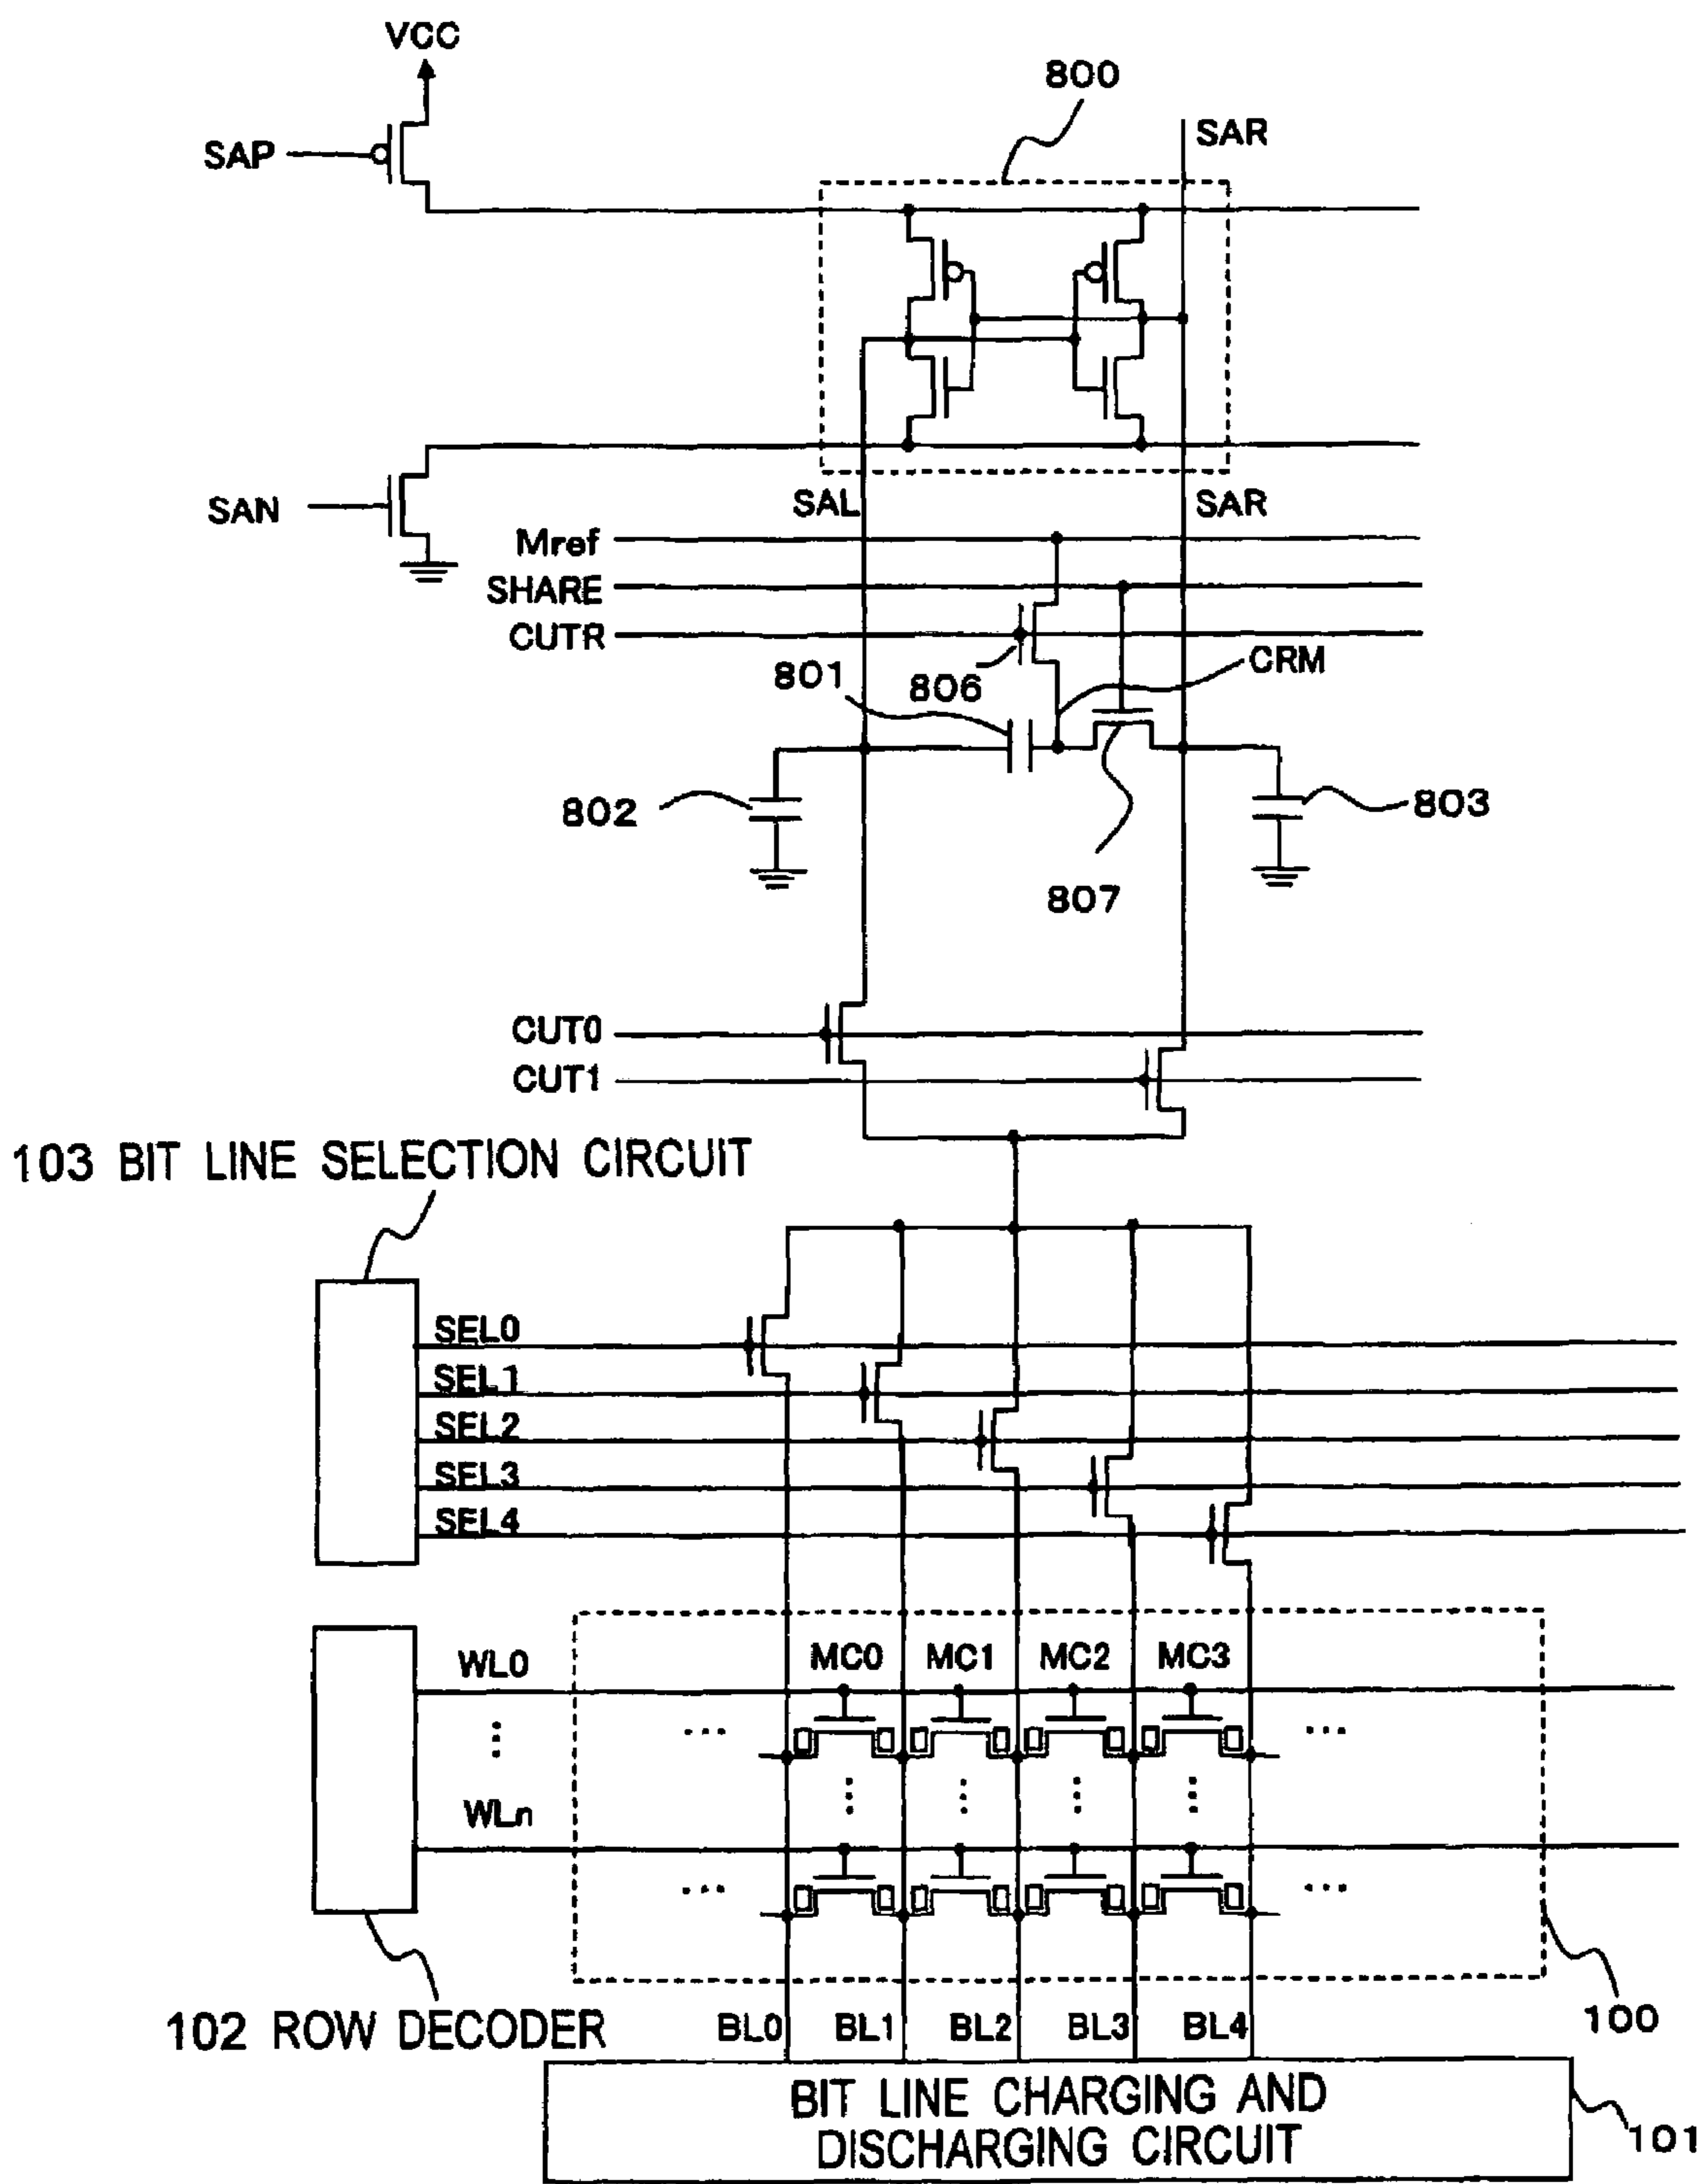 VCC
800
SAP
SAR
SAN
SAL
SAR
Mref
SHARE
CUTR
801
806
CRM
802
803
807
CUT0
CUT1
103 BIT LINE SELECTION CIRCUIT
SEL0
SEL1
SEL2
SEL3
SEL4
WL0
MC0 MC1 MC2 MC3
WLn
102 ROW DECODER
BL0 BL1 BL2 BL3 BL4
100
BIT LINE CHARGING AND
DISCHARGING CIRCUIT
101